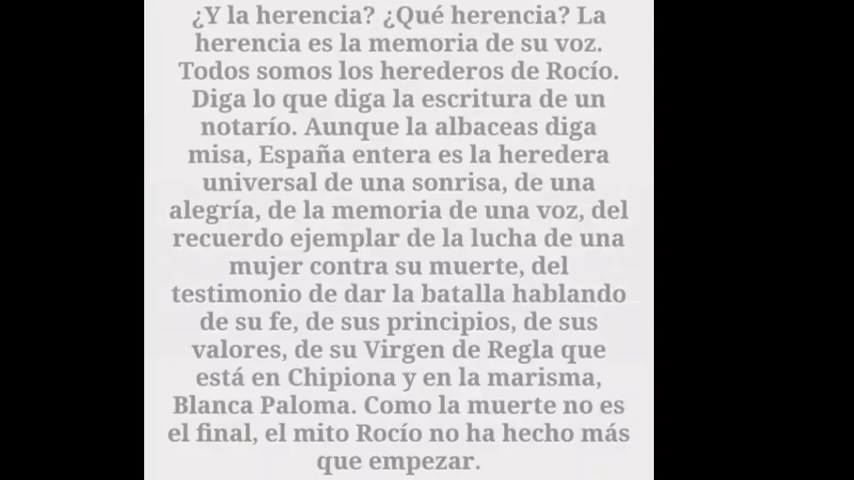 ¿Y la herencia? ¿Qué herencia? La
herencia es la memoria de su voz.
Todos somos los herederos de Rocío.
Diga lo que diga la escritura de un
notarío. Aunque la albaceas diga
misa, España entera es la heredera
universal de una sonrisa, de una
alegría, de la memoria de una voz, del
recuerdo ejemplar de la lucha de una
mujer contra su muerte, del
testimonio de dar la batalla hablando
de su fe, de sus principios, de sus
valores, de su Virgen de Regla que
está en Chipiona y en la marisma,
Blanca Paloma. Como la muerte no es
el final, el mito Rocío no ha hecho más
que empezar.